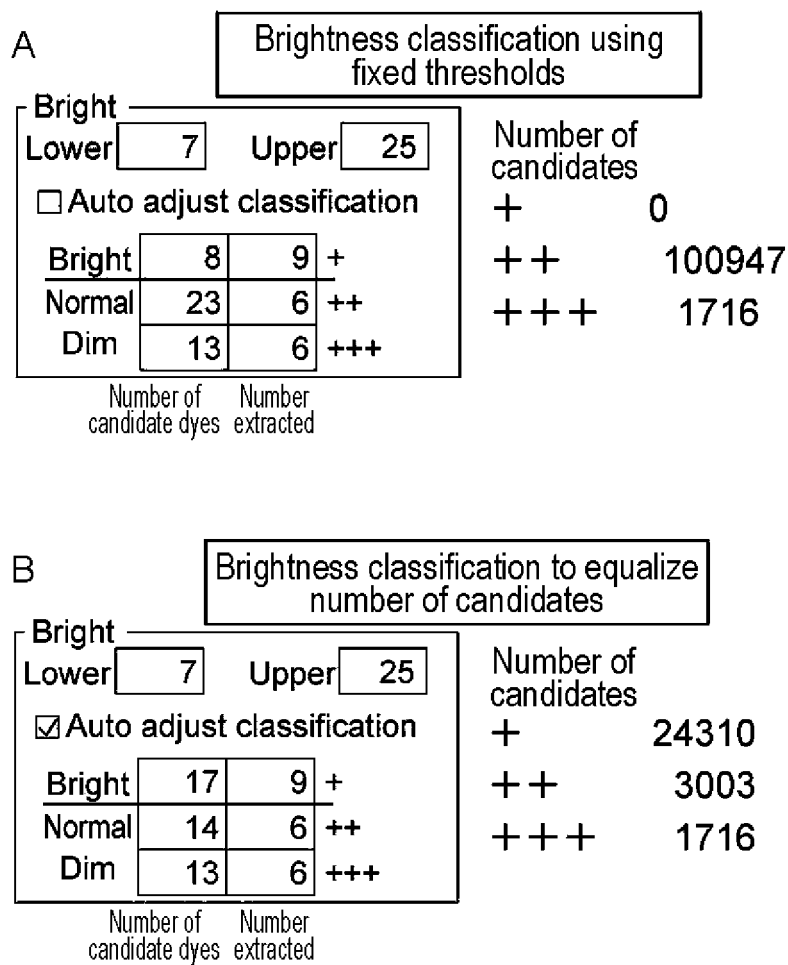 A
Brightness classification using
fixed thresholds
Bright
Lower 7 Upper 25
Auto adjust classification
Bright 8 9 +
Normal 23 6 ++
Dim 13 6 +++
Number of candidate dyes
Number extracted
Number of
candidates
+ 0
++ 100947
+++ 1716
B
Brightness classification to equalize
number of candidates
Bright
Lower 7 Upper 25
Auto adjust classification
Bright 17 9 +
Normal 14 6 ++
Dim 13 6 +++
Number of candidate dyes
Number extracted
Number of
candidates
+ 24310
++ 3003
+++ 1716